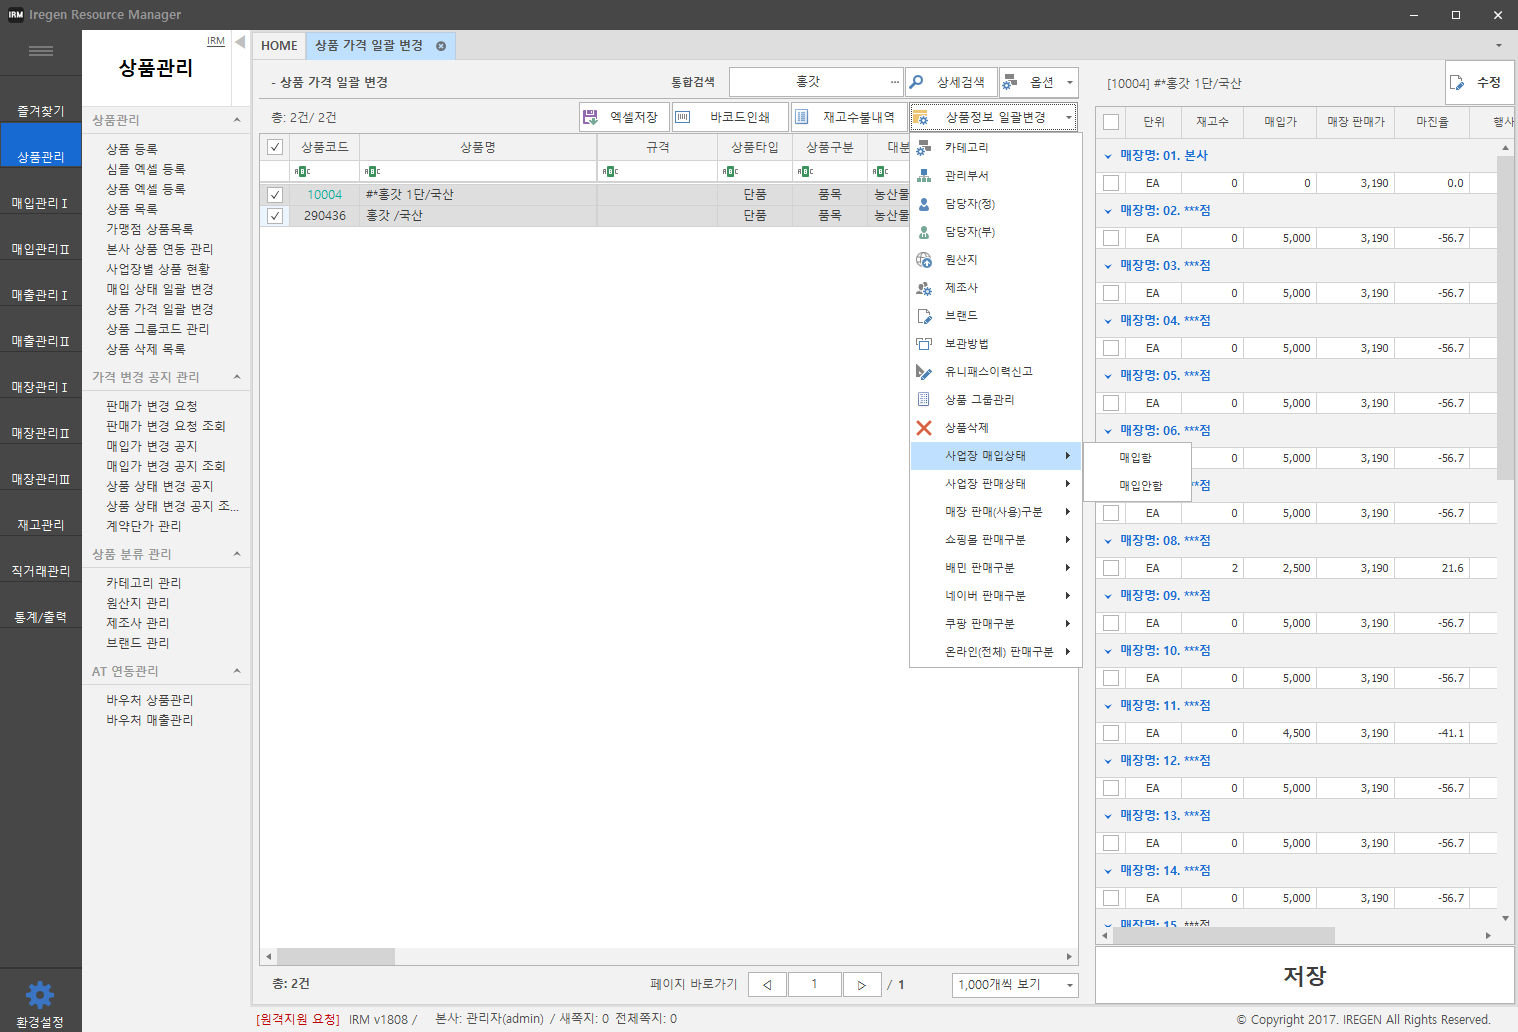 IRM Iregen Resource Manager
IRM
상품관리
즐겨찾기
상품관리
매입관리Ⅰ
매입관리Ⅱ
매출관리Ⅰ
매출관리Ⅱ
매장관리Ⅰ
매장관리Ⅱ
매장관리Ⅲ
재고관리
직거래관리
통계/출력
환경설정
상품관리
상품 등록
심플 엑셀 등록
상품 엑셀 등록
상품 목록
가맹점 상품목록
본사 상품 연동 관리
사업장별 상품 현황
매입 상태 일괄 변경
상품 가격 일괄 변경
상품 그룹코드 관리
상품 삭제 목록
가격 변경 공지 관리
판매가 변경 요청
판매가 변경 요청 조회
매입가 변경 공지
매입가 변경 공지 조회
상품 상태 변경 공지
상품 상태 변경 공지 조...
계약단가 관리
상품 분류 관리
카테고리 관리
원산지 관리
제조사 관리
브랜드 관리
AT 연동관리
바우처 상품관리
바우처 매출관리
HOME 상품 가격 일괄 변경
- 상품 가격 일괄 변경 통합검색 홍갓 ... 상세검색 옵션
총: 2건/ 2건 엑셀저장 바코드인쇄 재고수불내역 상품정보 일괄변경
상품코드 상품명 규격 상품타입 상품구분 대분
ABC ABC ABC ABC ABC ABC
10004 #*홍갓 1단/국산 단품 품목 농산물
290436 홍갓 /국산 단품 품목 농산물
카테고리
관리부서
담당자(정)
담당자(부)
원산지
제조사
브랜드
보관방법
유니패스이력신고
상품 그룹관리
상품삭제
사업장 매입상태
사업장 판매상태
매장 판매(사용)구분
쇼핑몰 판매구분
배민 판매구분
네이버 판매구분
쿠팡 판매구분
온라인(전체) 판매구분
매입함
매입안함
[10004] #*홍갓 1단/국산 수정
단위 재고수 매입가 매장 판매가 마진율 행사
매장명: 01. 본사
EA 0 0 3,190 0.0
매장명: 02. ***점
EA 0 5,000 3,190 -56.7
매장명: 03. ***점
EA 0 5,000 3,190 -56.7
매장명: 04. ***점
EA 0 5,000 3,190 -56.7
매장명: 05. ***점
EA 0 5,000 3,190 -56.7
매장명: 06. ***점
EA 0 5,000 3,190 -56.7
***점
EA 0 5,000 3,190 -56.7
매장명: 08. ***점
EA 2 2,500 3,190 21.6
매장명: 09. ***점
EA 0 5,000 3,190 -56.7
매장명: 10. ***점
EA 0 5,000 3,190 -56.7
매장명: 11. ***점
EA 0 4,500 3,190 -41.1
매장명: 12. ***점
EA 0 5,000 3,190 -56.7
매장명: 13. ***점
EA 0 5,000 3,190 -56.7
매장명: 14. ***점
EA 0 5,000 3,190 -56.7
매장명: 15. ***점
저장
총: 2건 페이지 바로가기 1 / 1 1,000개씩 보기
[원격지원 요청] IRM v1808 / 본사: 관리자(admin) / 새쪽지: 0 전체쪽지: 0 © Copyright 2017. IREGEN All Rights Reserved.